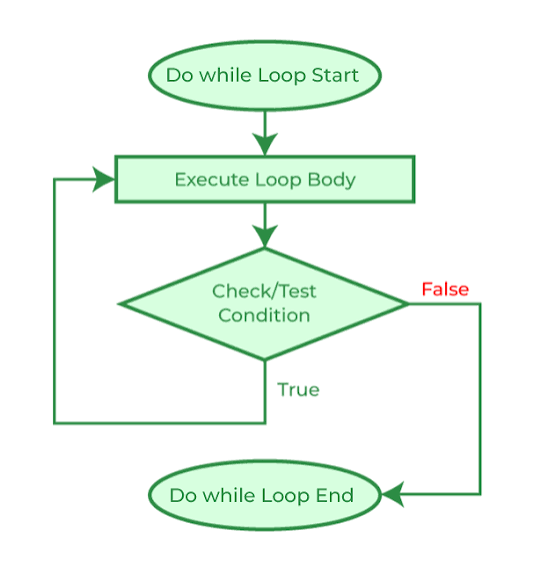 Do while Loop Start
Execute Loop Body
Check/Test
Condition
False
True
Do while Loop End